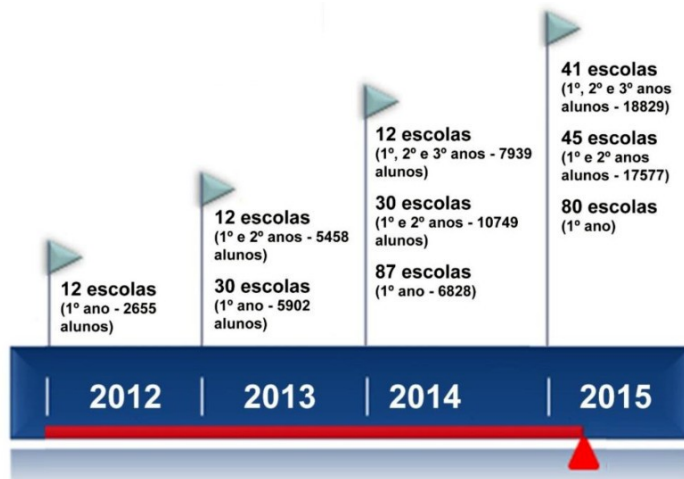 12 escolas
(1º ano - 2655
alunos)
12 escolas
(1º e 2º anos - 5458
alunos)
30 escolas
(1º ano - 5902
alunos)
12 escolas
(1º, 2º e 3º anos - 7939
alunos)
30 escolas
(1º e 2º anos - 10749
alunos)
87 escolas
(1º ano - 6828)
41 escolas
(1º, 2º e 3º anos
alunos - 18829)
45 escolas
(1º e 2º anos
alunos - 17577)
80 escolas
(1º ano)
2012
2013
2014
2015